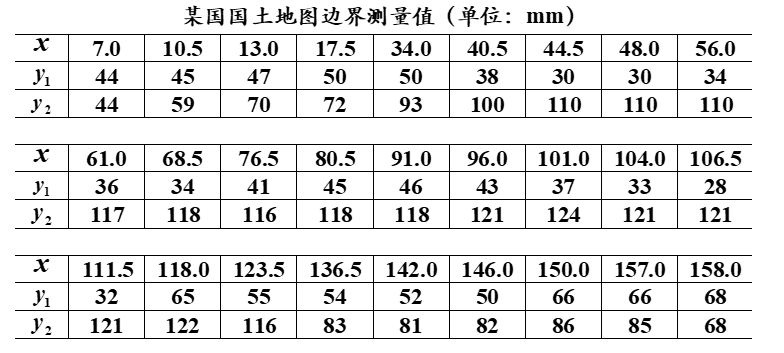 某国国土地图边界测量值（单位：mm）
x 7.0 10.5 13.0 17.5 34.0 40.5 44.5 48.0 56.0
y1 44 45 47 50 50 38 30 30 34
y2 44 59 70 72 93 100 110 110 110
x 61.0 68.5 76.5 80.5 91.0 96.0 101.0 104.0 106.5
y1 36 34 41 45 46 43 37 33 28
y2 117 118 116 118 118 121 124 121 121
x 111.5 118.0 123.5 136.5 142.0 146.0 150.0 157.0 158.0
y1 32 65 55 54 52 50 66 66 68
y2 121 122 116 83 81 82 86 85 68